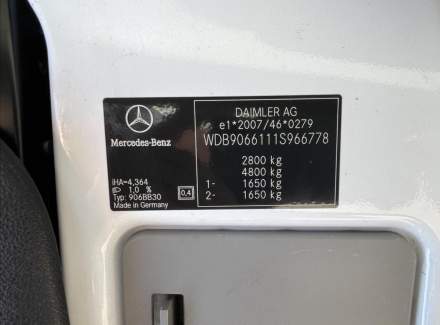 DAIMLER AG
e1*2007/46*0279
WDB9066111S966778
2800 kg
4800 kg
1- 1650 kg
2- 1650 kg
Mercedes-Benz
iHA=4,364
1,0 %
Typ: 906BB30
Made in Germany
0,4